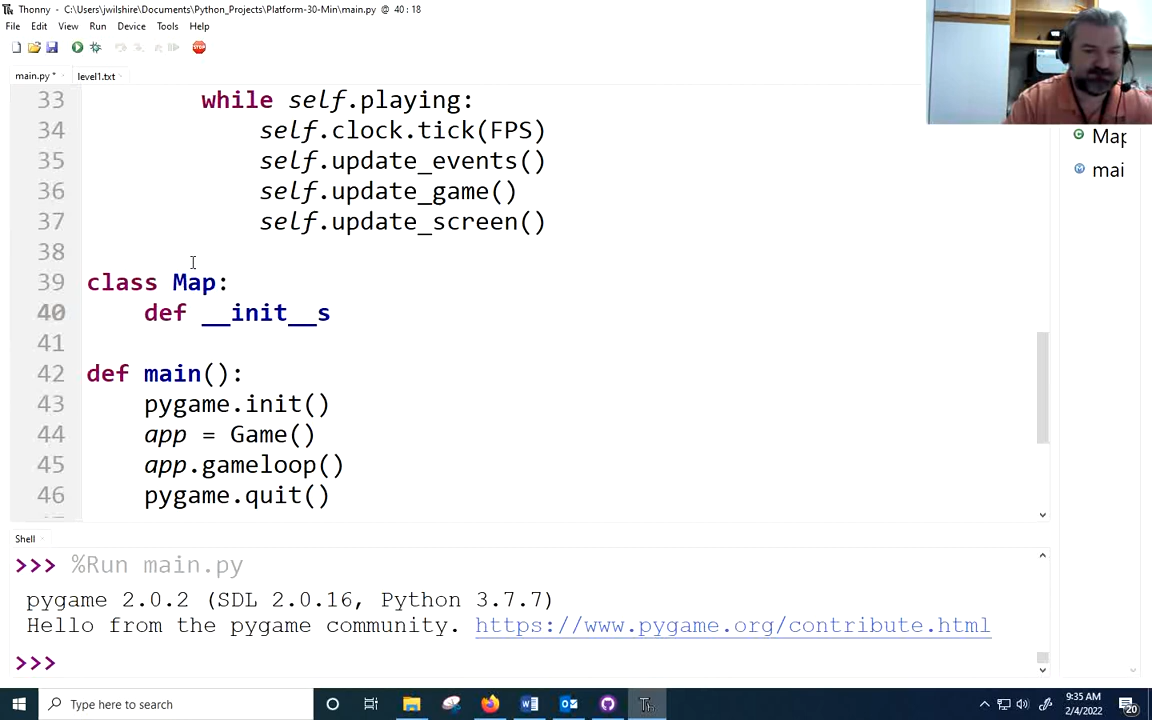 Thonny - C:\Users\jwilshire\Documents\Python_Projects\Platform-30-Min\main.py @ 40 : 18
File Edit View Run Device Tools Help
STOP
main.py * level1.txt
33 while self.playing:
34 self.clock.tick(FPS)
35 self.update_events()
36 self.update_game()
37 self.update_screen()
38
39 class Map:
40 def __init__s
41
42 def main():
43 pygame.init()
44 app = Game()
45 app.gameloop()
46 pygame.quit()
Map
mai
Shell
>>> %Run main.py
pygame 2.0.2 (SDL 2.0.16, Python 3.7.7)
Hello from the pygame community. https://www.pygame.org/contribute.html
>>>
Type here to search
9:35 AM
2/4/2022
20